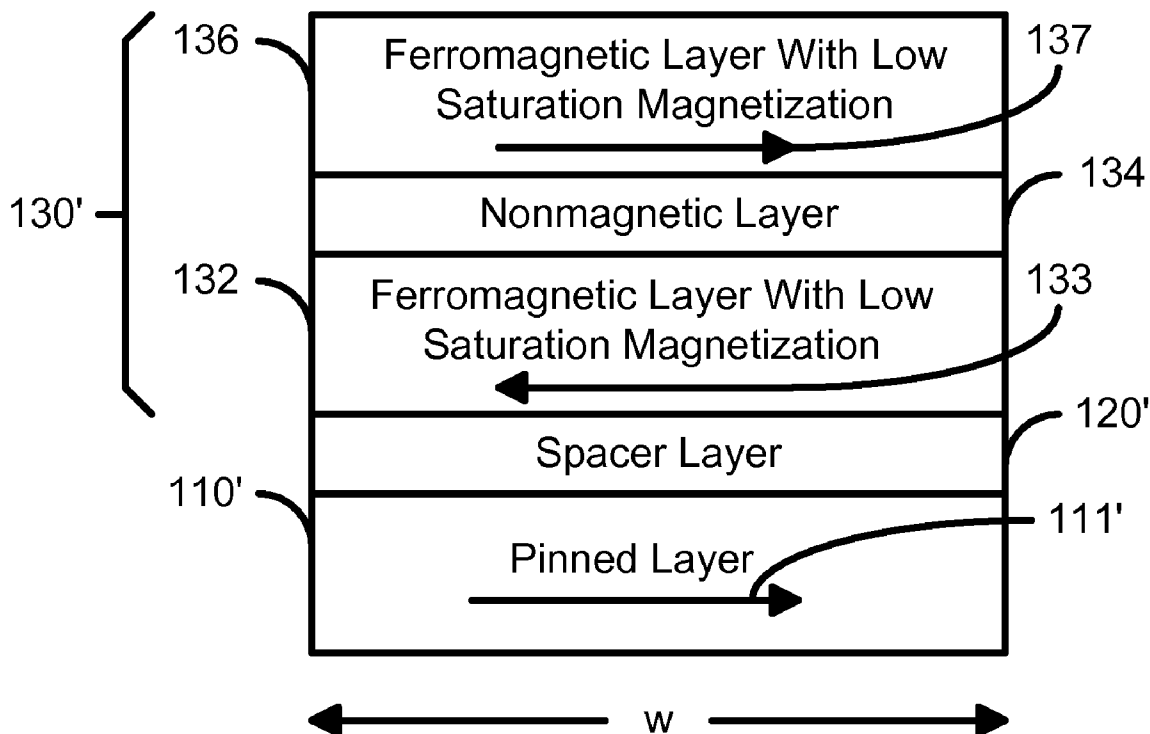 136
Ferromagnetic Layer With Low
Saturation Magnetization
137
130'
Nonmagnetic Layer
134
132
Ferromagnetic Layer With Low
Saturation Magnetization
133
Spacer Layer
120'
110'
Pinned Layer
111'
w